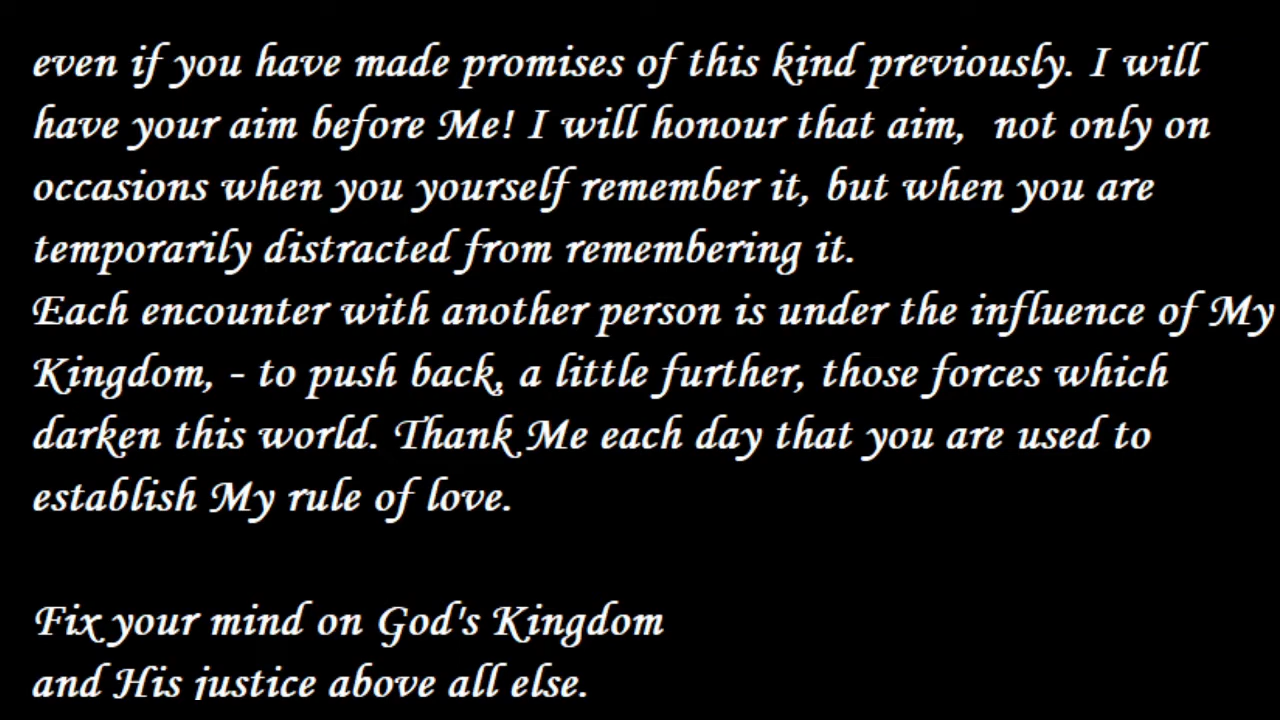 even if you have made promises of this kind previously. I will
have your aim before Me! I will honour that aim,  not only on
occasions when you yourself remember it, but when you are
temporarily distracted from remembering it.
Each encounter with another person is under the influence of My
Kingdom, - to push back, a little further, those forces which
darken this world. Thank Me each day that you are used to
establish My rule of love.
Fix your mind on God's Kingdom
and His justice above all else.